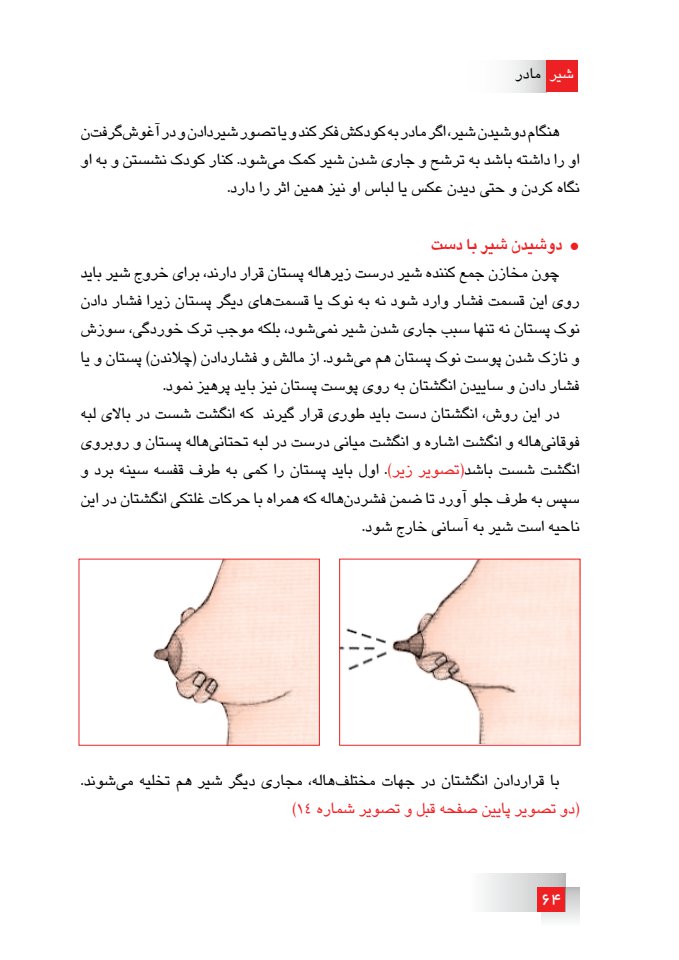 شیر مادر
هنگام دوشیدن شیر، اگر مادر به کودکش فکر کند و یا تصور شیردادن و در آغوش‌گرفتن
او را داشته باشد به ترشح و جاری شدن شیر کمک می‌شود. کنار کودک نشستن و به او
نگاه کردن و حتی دیدن عکس یا لباس او نیز همین اثر را دارد.
● دوشیدن شیر با دست
چون مخازن جمع کننده شیر درست زیرهاله پستان قرار دارند، برای خروج شیر باید
روی این قسمت فشار وارد شود نه به نوک یا قسمت‌های دیگر پستان زیرا فشار دادن
نوک پستان نه تنها سبب جاری شدن شیر نمی‌شود، بلکه موجب ترک خوردگی، سوزش
و نازک شدن پوست نوک پستان هم می‌شود. از مالش و فشاردادن (چلاندن) پستان و یا
فشار دادن و ساییدن انگشتان به روی پوست پستان نیز باید پرهیز نمود.
در این روش، انگشتان دست باید طوری قرار گیرند که انگشت شست در بالای لبه
فوقانی‌هاله و انگشت اشاره و انگشت میانی درست در لبه تحتانی‌هاله پستان و روبروی
انگشت شست باشد(تصویر زیر). اول باید پستان را کمی به طرف قفسه سینه برد و
سپس به طرف جلو آورد تا ضمن فشردن‌هاله که همراه با حرکات غلتکی انگشتان در این
ناحیه است شیر به آسانی خارج شود.
با قراردادن انگشتان در جهات مختلف‌هاله، مجاری دیگر شیر هم تخلیه می‌شوند.
(دو تصویر پایین صفحه قبل و تصویر شماره ١٤)
۶۴